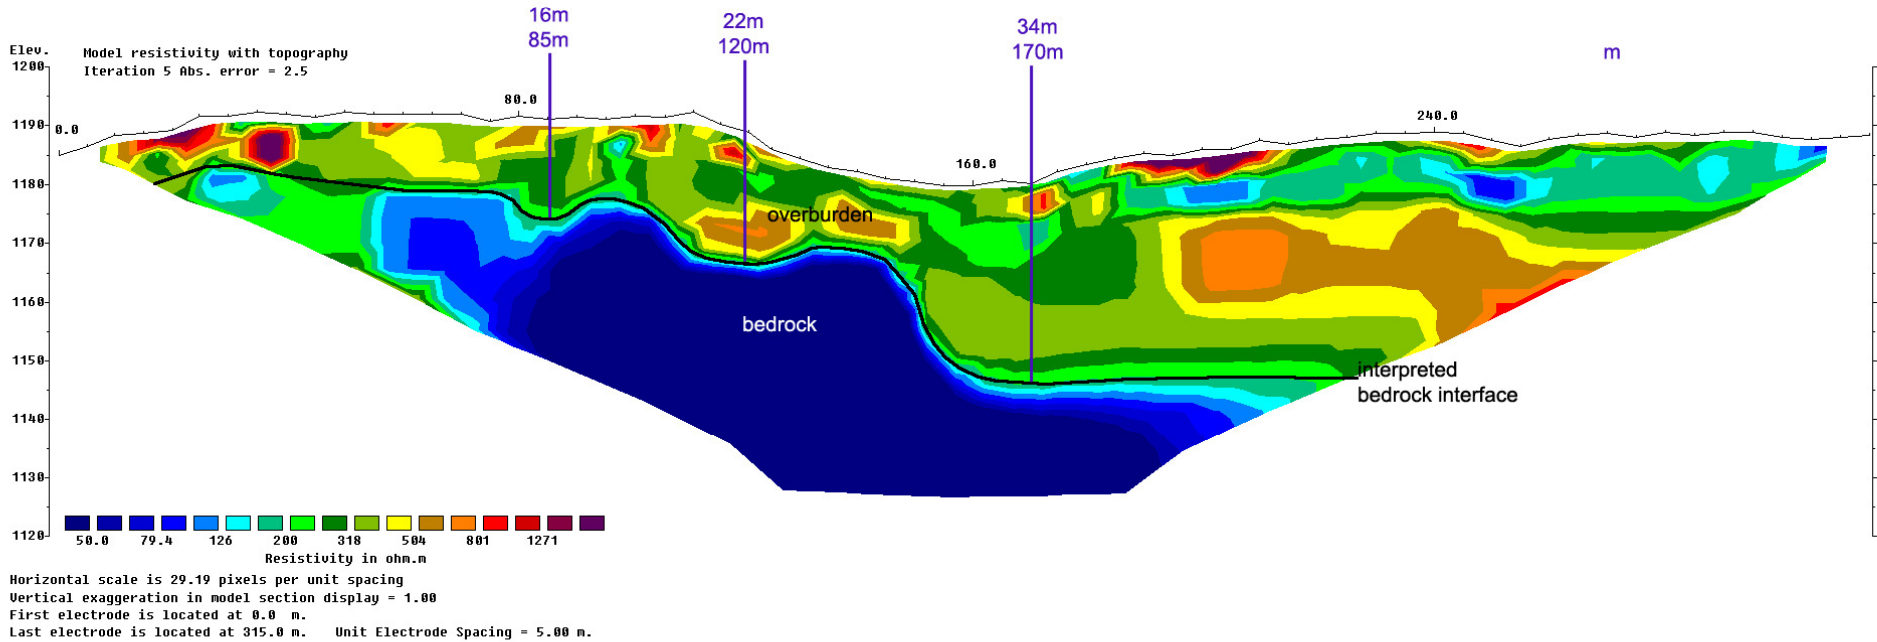 16m
85m
22m
120m
34m
170m
m
Elev.
Model resistivity with topography
Iteration 5 Abs. error = 2.5
1200
1190
1180
1170
1160
1150
1140
1130
1120
0.0
80.0
160.0
240.0
overburden
bedrock
interpreted
bedrock interface
50.0 79.4 126 200 318 504 801 1271
Resistivity in ohm.m
Horizontal scale is 29.19 pixels per unit spacing
Vertical exaggeration in model section display = 1.00
First electrode is located at 0.0 m.
Last electrode is located at 315.0 m. Unit Electrode Spacing = 5.00 m.